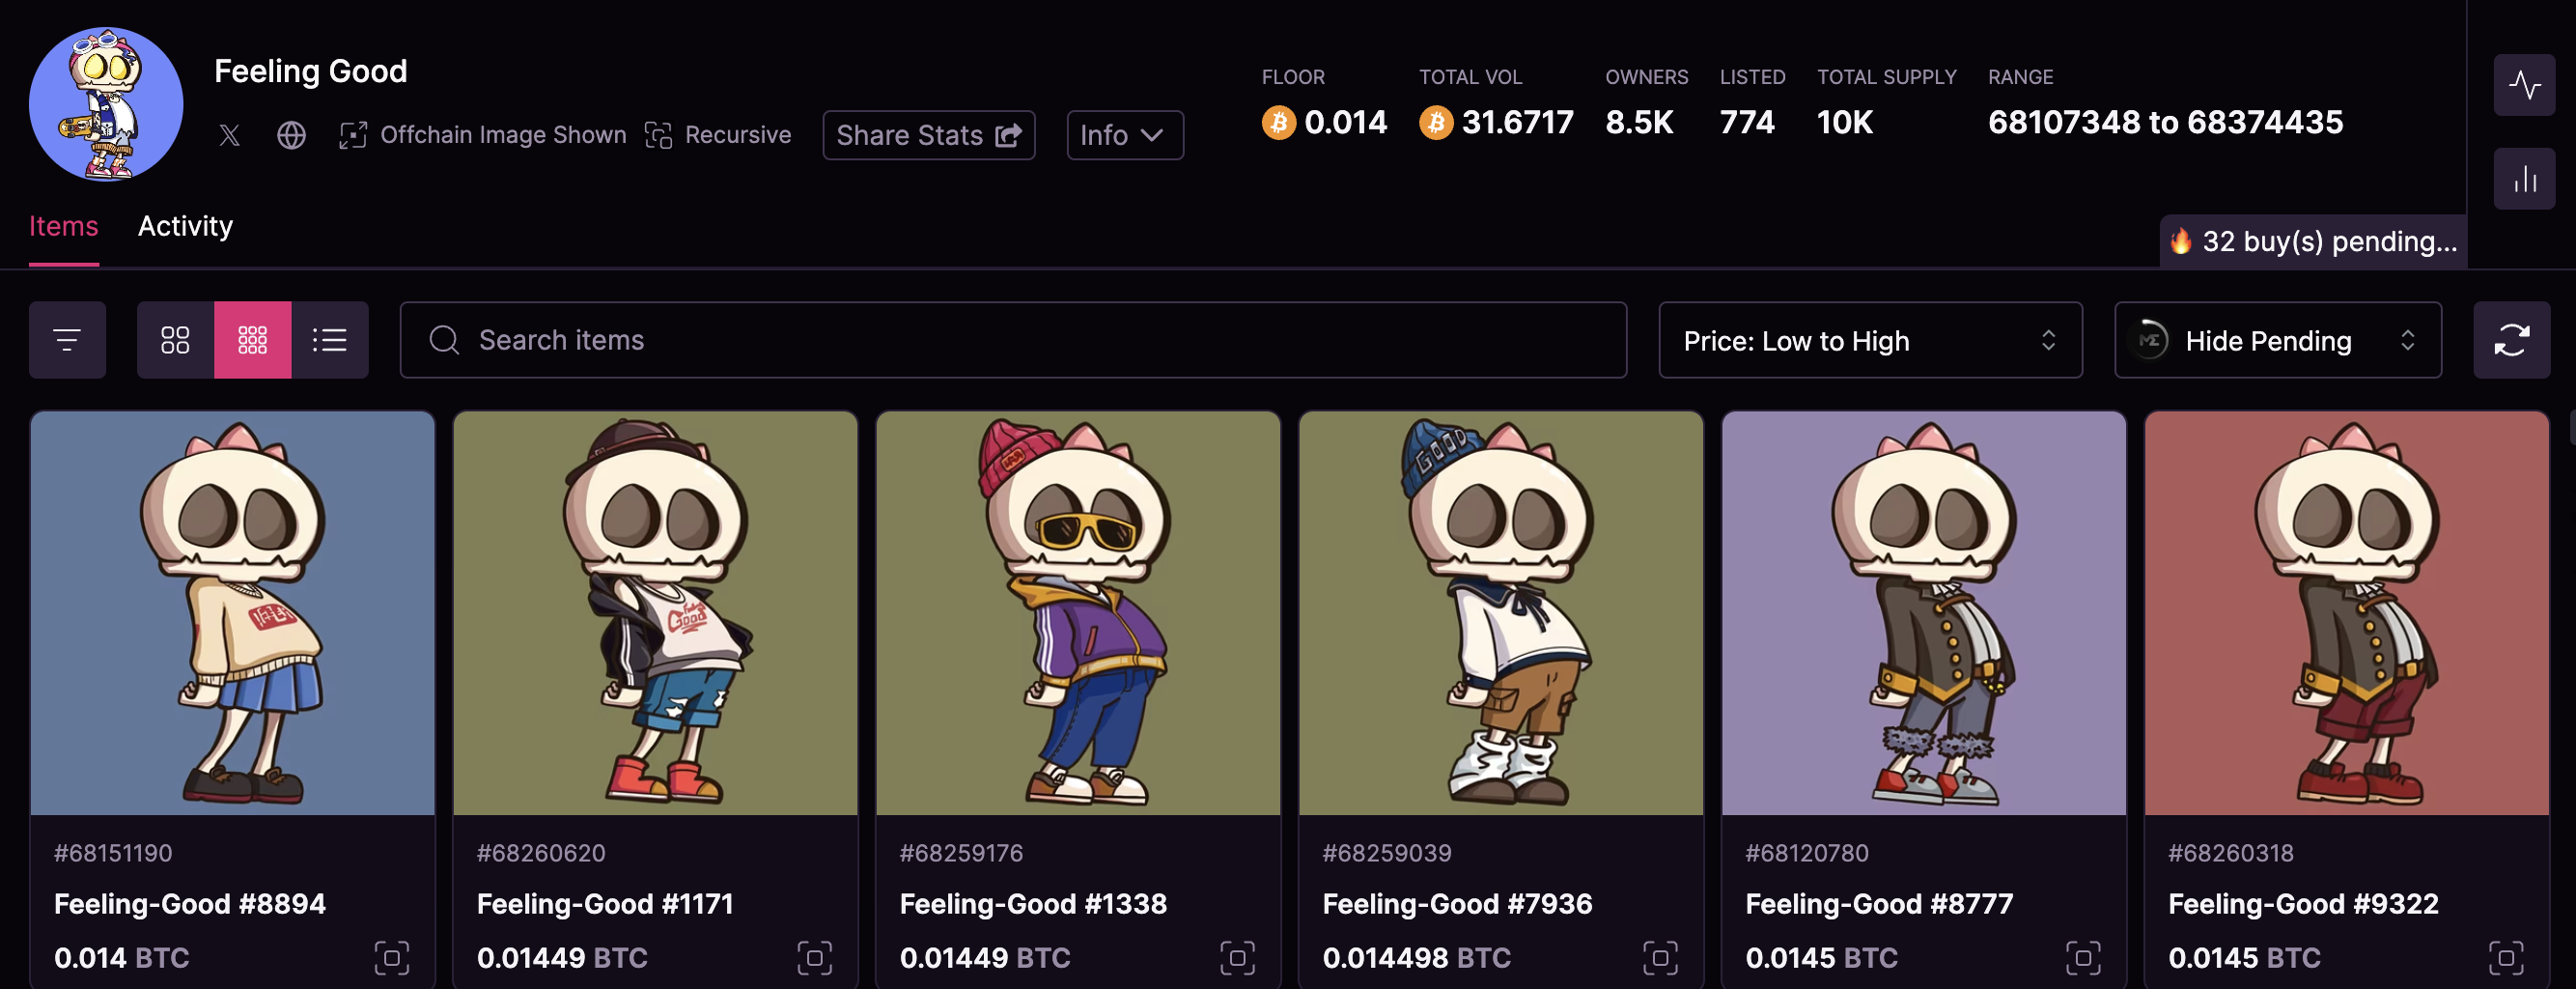 Feeling Good
Offchain Image Shown
Recursive
Share Stats
Info
FLOOR
0.014
TOTAL VOL
31.6717
OWNERS
8.5K
LISTED
774
TOTAL SUPPLY
10K
RANGE
68107348 to 68374435
Items
Activity
32 buy(s) pending...
Search items
Price: Low to High
ME
Hide Pending
Feeling
Good
GOOD
#68151190
Feeling-Good #8894
0.014 BTC
#68260620
Feeling-Good #1171
0.01449 BTC
#68259176
Feeling-Good #1338
0.01449 BTC
#68259039
Feeling-Good #7936
0.014498 BTC
#68120780
Feeling-Good #8777
0.0145 BTC
#68260318
Feeling-Good #9322
0.0145 BTC